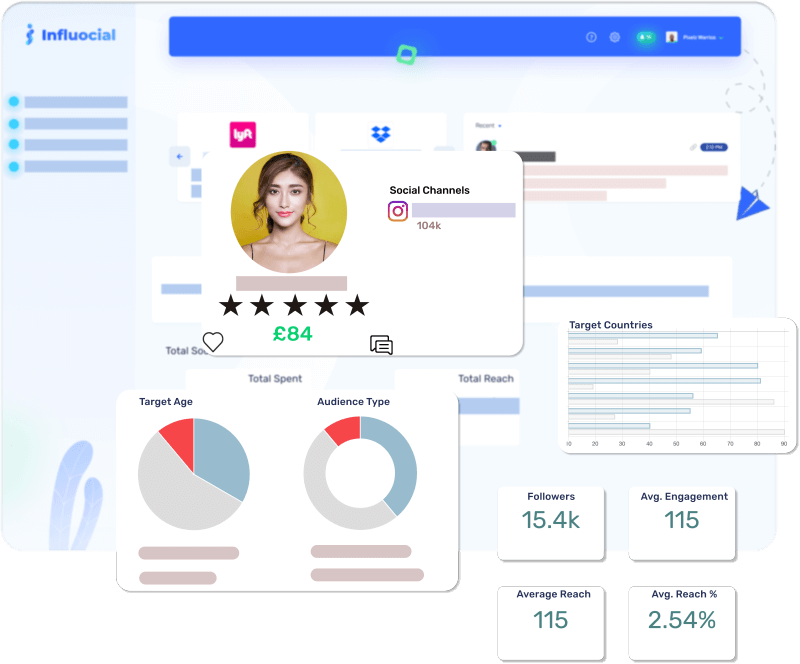 Influocial
lyft
Recent
Social Channels
104k
£84
Total Spent
Total Reach
Target Countries
10 20 30 40 50 60 70 80 90
Target Age
Audience Type
Followers
15.4k
Avg. Engagement
115
Average Reach
115
Avg. Reach %
2.54%